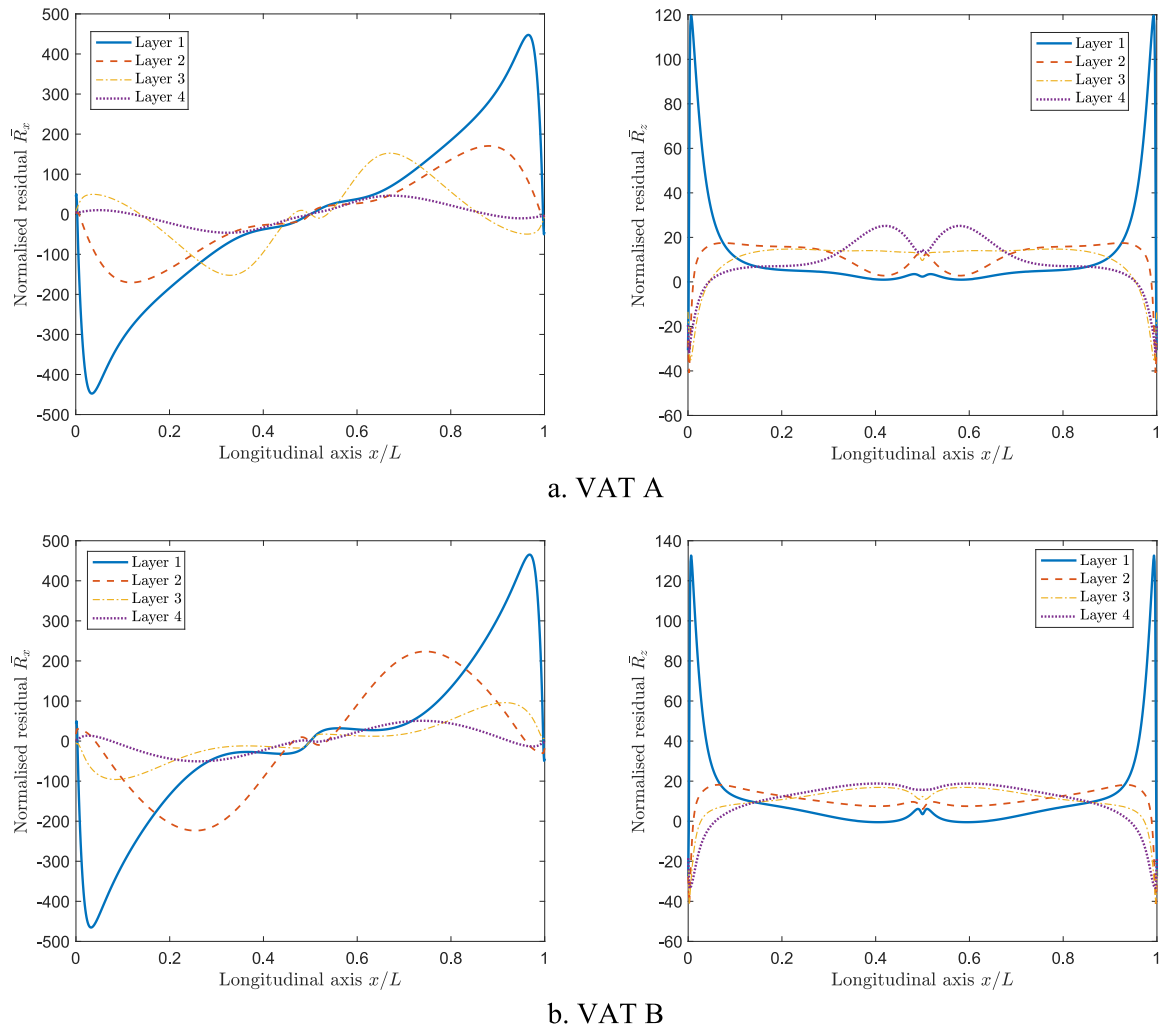 500
400
300
200
100
0
-100
-200
-300
-400
-500
0
0.2
0.4
0.6
0.8
1
Normalised residual R̄ₓ
Longitudinal axis x/L
Layer 1
Layer 2
Layer 3
Layer 4
120
100
80
60
40
20
0
-20
-40
-60
0
0.2
0.4
0.6
0.8
1
Normalised residual R̄_z
Longitudinal axis x/L
Layer 1
Layer 2
Layer 3
Layer 4
a. VAT A
500
400
300
200
100
0
-100
-200
-300
-400
-500
0
0.2
0.4
0.6
0.8
1
Normalised residual R̄ₓ
Longitudinal axis x/L
Layer 1
Layer 2
Layer 3
Layer 4
140
120
100
80
60
40
20
0
-20
-40
-60
0
0.2
0.4
0.6
0.8
1
Normalised residual R̄_z
Longitudinal axis x/L
Layer 1
Layer 2
Layer 3
Layer 4
b. VAT B